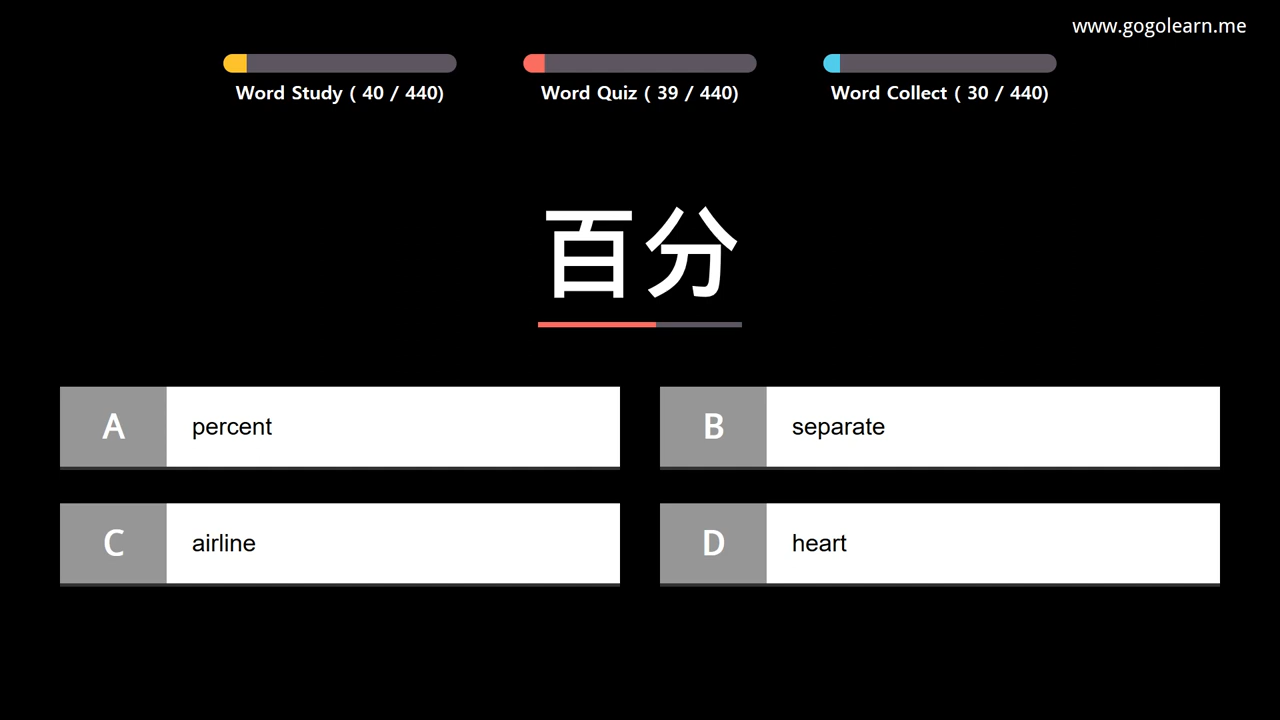 www.gogolearn.me
Word Study ( 40 / 440)
Word Quiz ( 39 / 440)
Word Collect ( 30 / 440)
百分
A percent
B separate
C airline
D heart